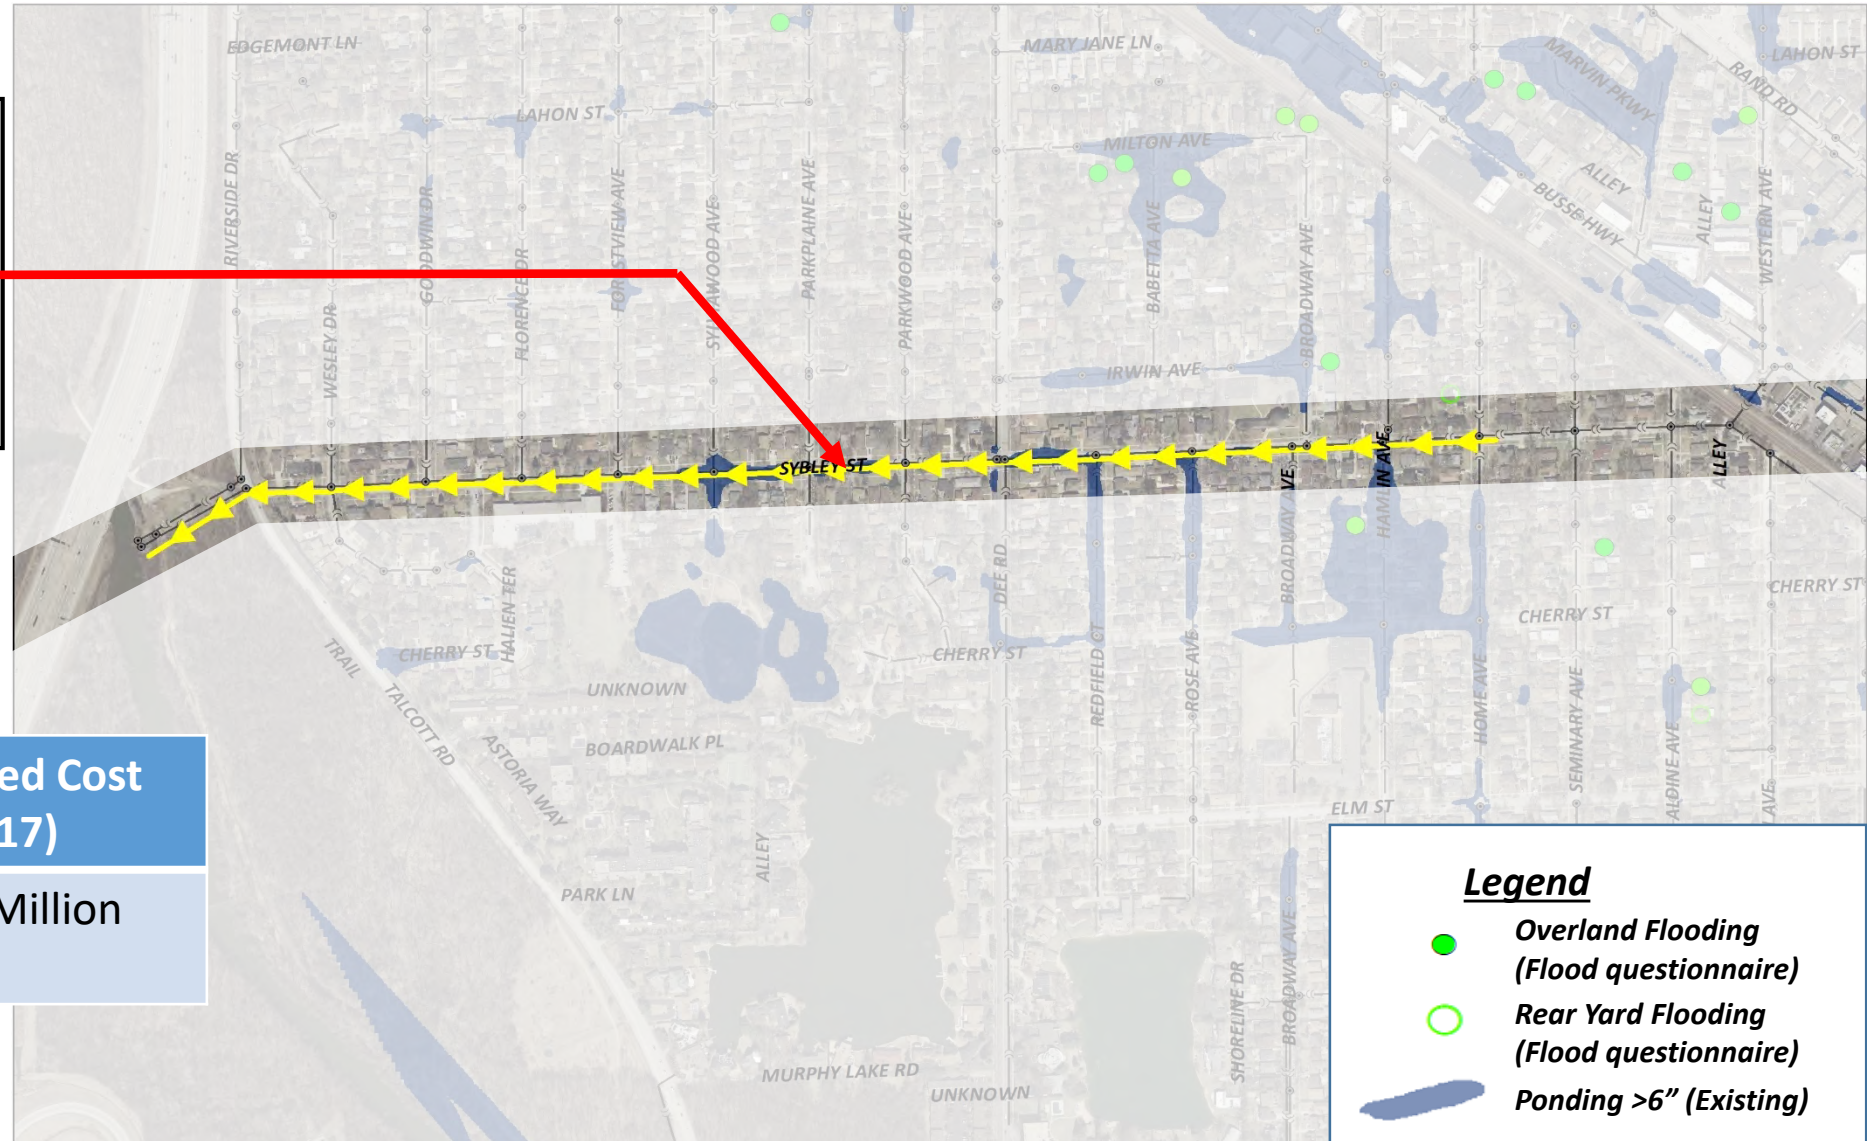 EDGEMONT LN
MARY JANE LN
MARVIN PKWY
LAHON ST
RAND RD
LAHON ST
MILTON AVE
ALLEY
BUSSE HWY
ALLEY
WESTERN AVE
RIVERSIDE DR
GOODWIN DR
FORESTVIEW AVE
SYLVIAWOOD AVE
PARKPLAINE AVE
PARKWOOD AVE
BABETTA AVE
BROADWAY AVE
WESLEY DR
FLORENCE DR
IRWIN AVE
SYBLEY ST
HAMLIN AVE
ALLEY
BROADWAY AVE
DEE RD
HALIEN TER
CHERRY ST
CHERRY ST
CHERRY ST
CHERRY ST
TRAIL
TALCOTT RD
UNKNOWN
REDFIELD CT
ROSE AVE
HOME AVE
SEMINARY AVE
ALDINE AVE
AVE
BOARDWALK PL
ASTORIA WAY
ALLEY
ELM ST
PARK LN
SHORELINE DR
BROADWAY AVE
MURPHY LAKE RD
UNKNOWN
ed Cost
17)
Million
Legend
Overland Flooding
(Flood questionnaire)
Rear Yard Flooding
(Flood questionnaire)
Ponding >6” (Existing)